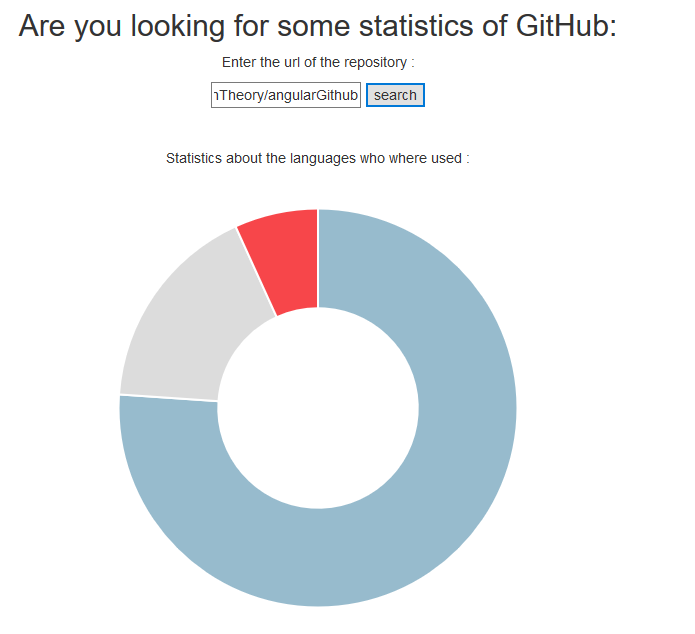 Are you looking for some statistics of GitHub:
Enter the url of the repository :
Theory/angularGithub search
Statistics about the languages who where used :